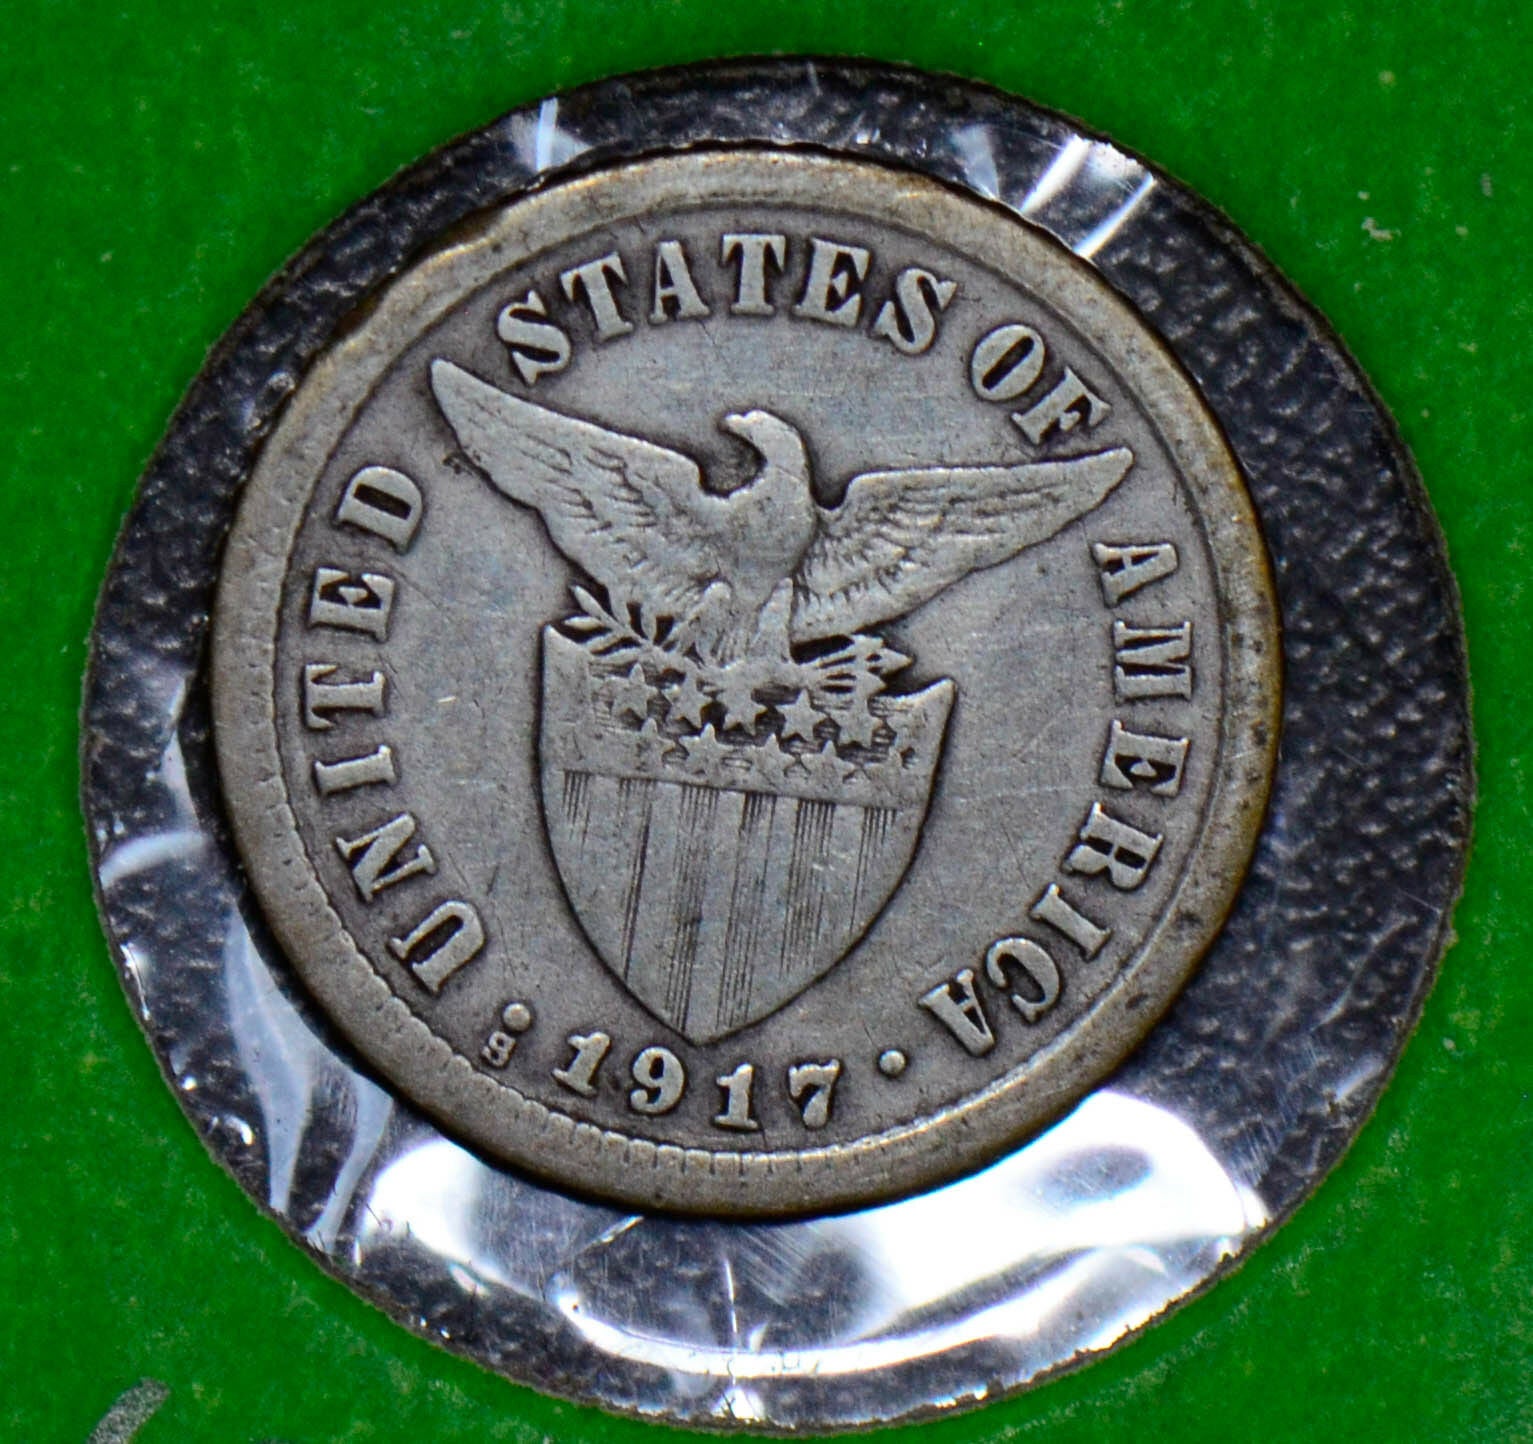 UNITED STATES OF AMERICA
S
· 1917 ·